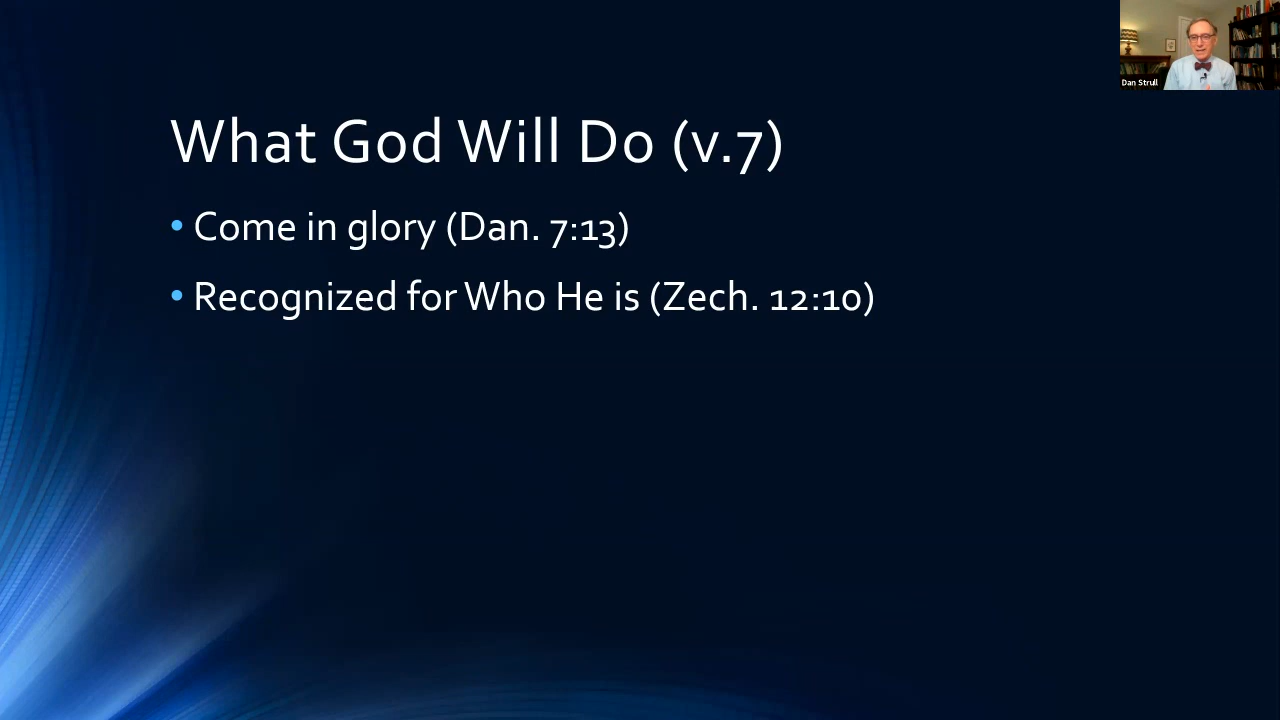 Dan Strull
What God Will Do (v.7)
• Come in glory (Dan. 7:13)
• Recognized for Who He is (Zech. 12:10)